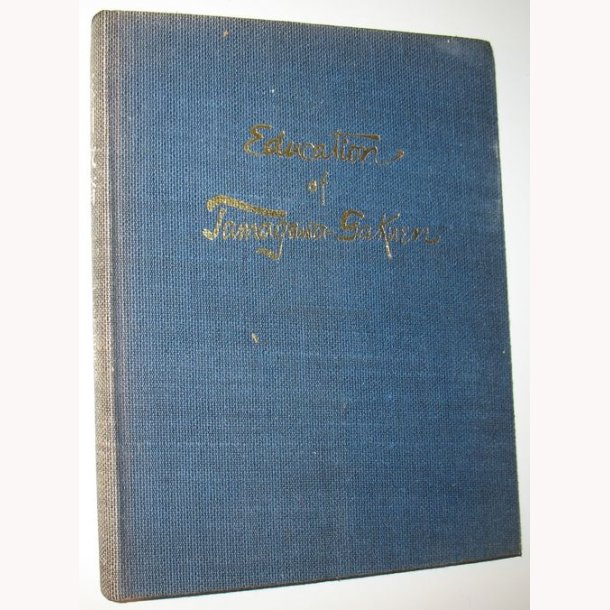 Education
of
Tamagawa Gakuen